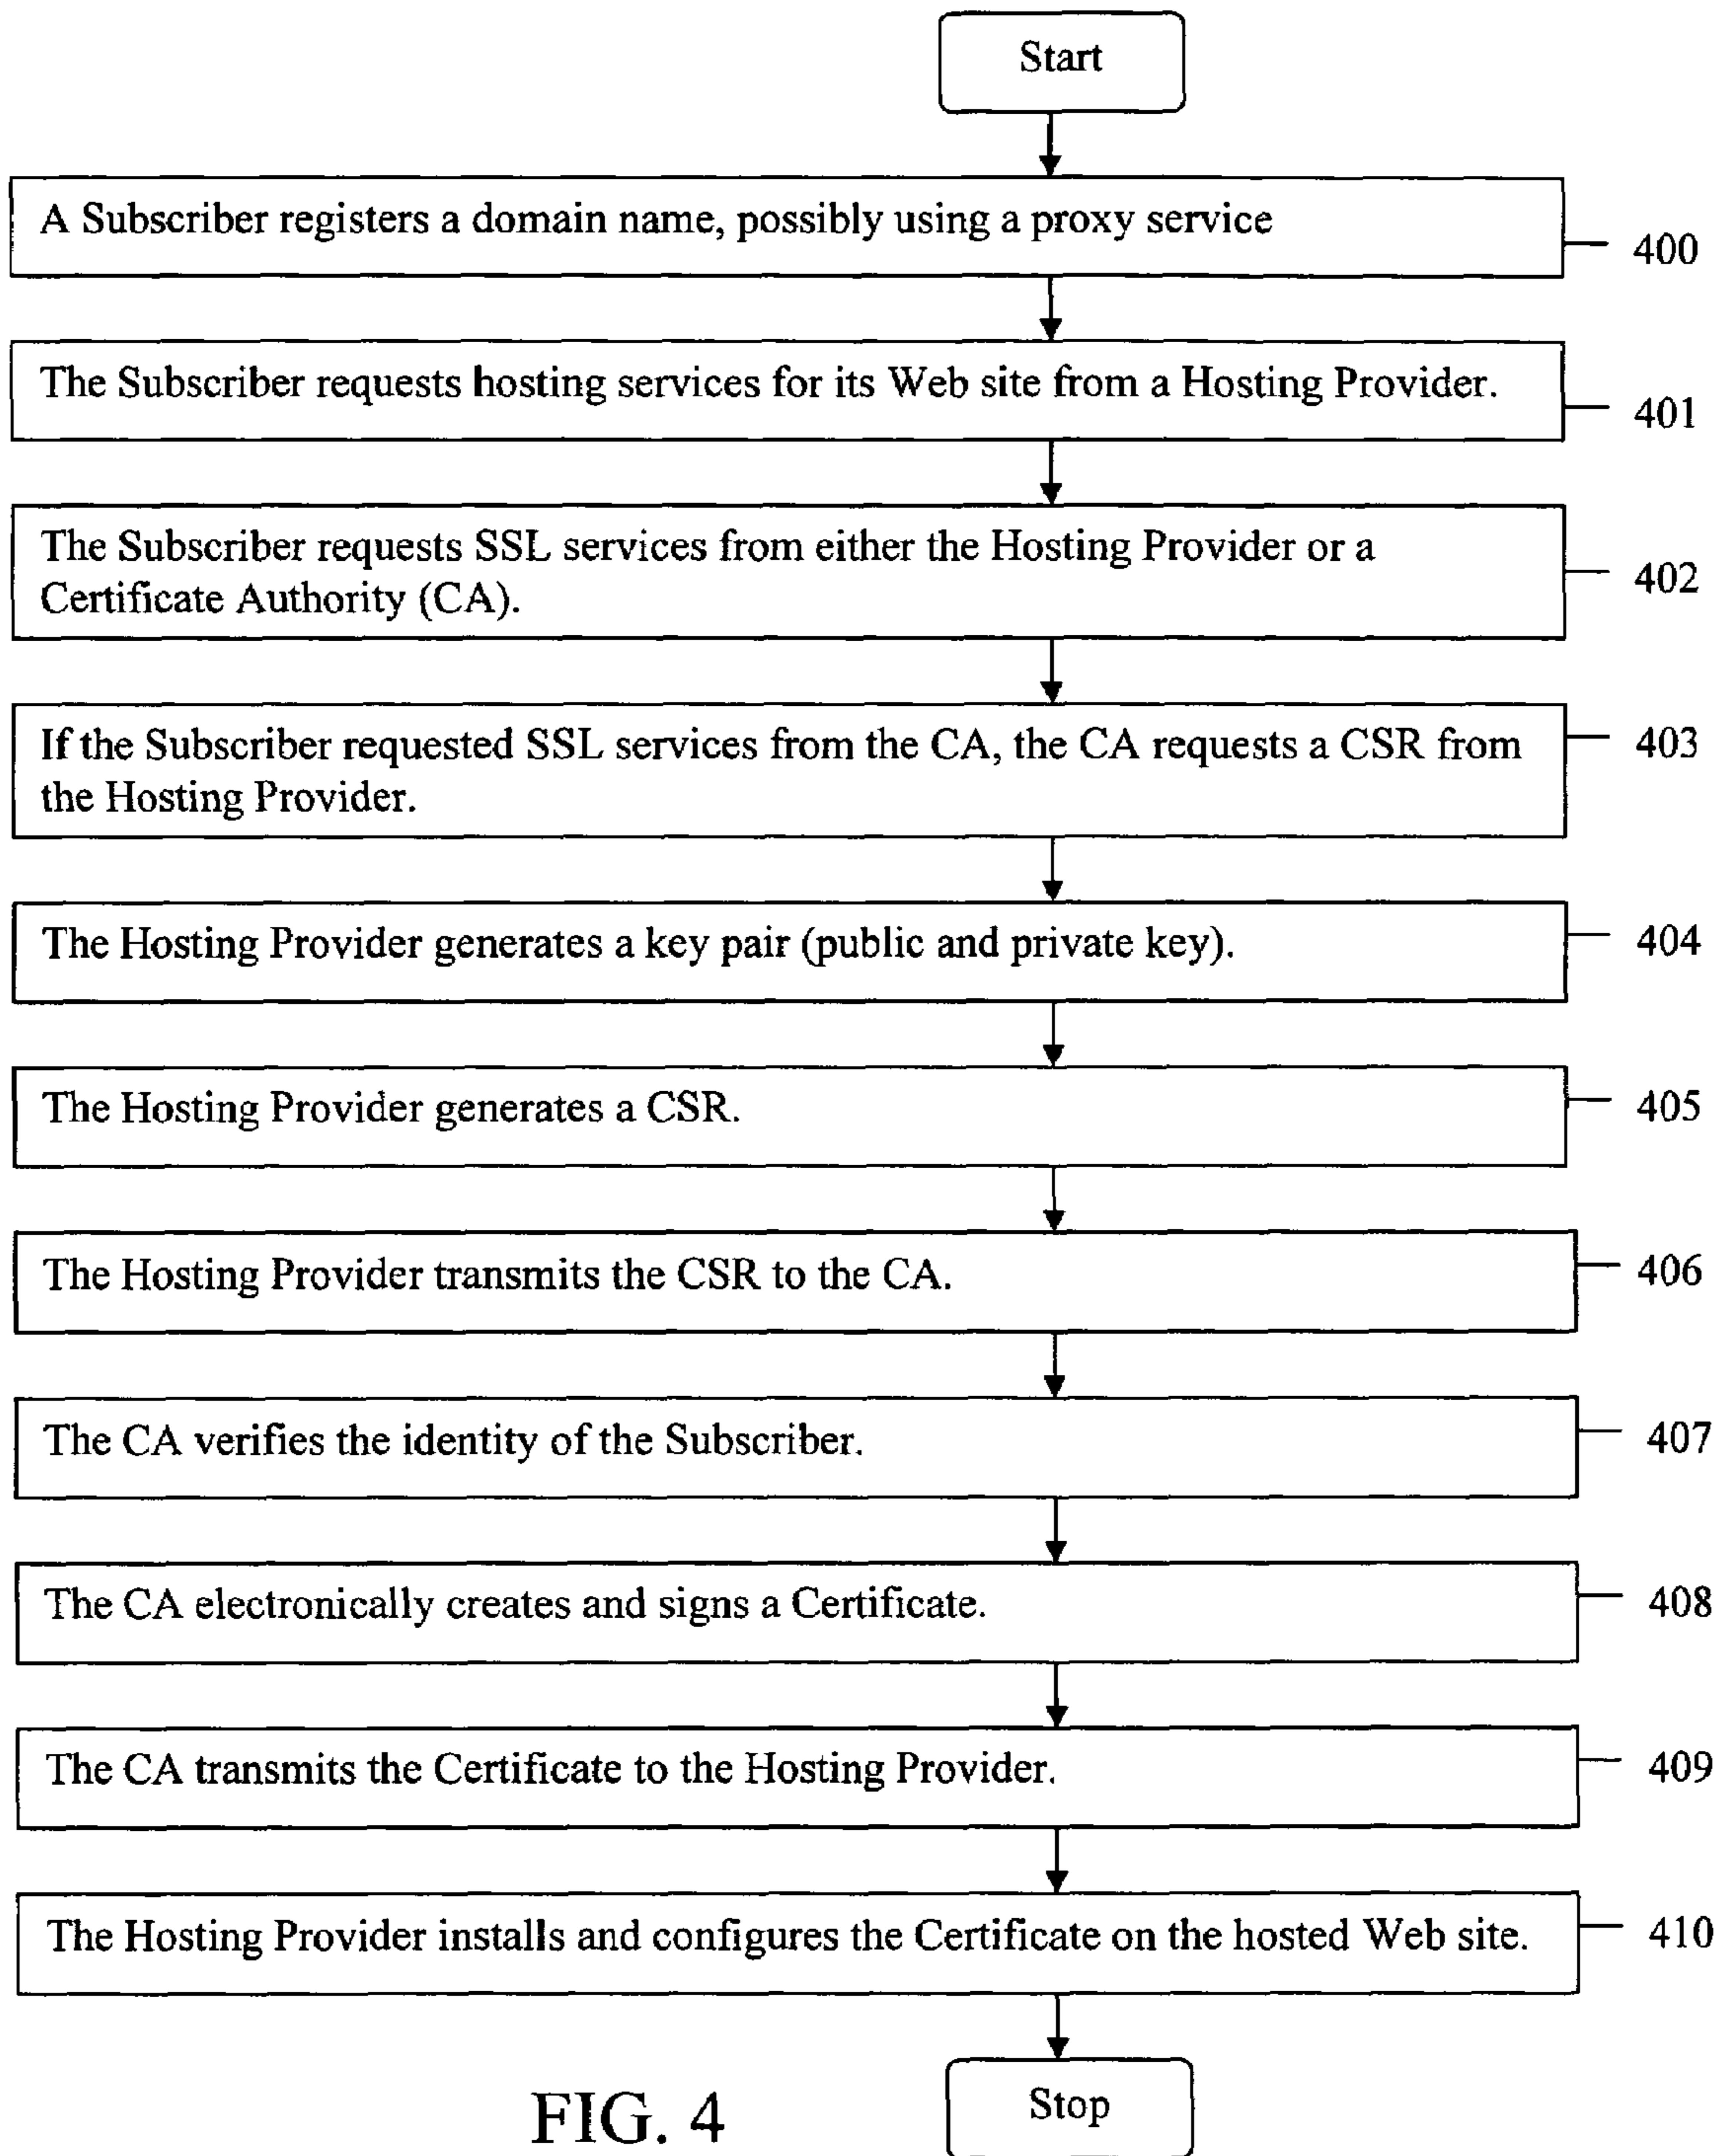 Start
A Subscriber registers a domain name, possibly using a proxy service
400
The Subscriber requests hosting services for its Web site from a Hosting Provider.
401
The Subscriber requests SSL services from either the Hosting Provider or a
Certificate Authority (CA).
402
If the Subscriber requested SSL services from the CA, the CA requests a CSR from
the Hosting Provider.
403
The Hosting Provider generates a key pair (public and private key).
404
The Hosting Provider generates a CSR.
405
The Hosting Provider transmits the CSR to the CA.
406
The CA verifies the identity of the Subscriber.
407
The CA electronically creates and signs a Certificate.
408
The CA transmits the Certificate to the Hosting Provider.
409
The Hosting Provider installs and configures the Certificate on the hosted Web site.
410
Stop
FIG. 4